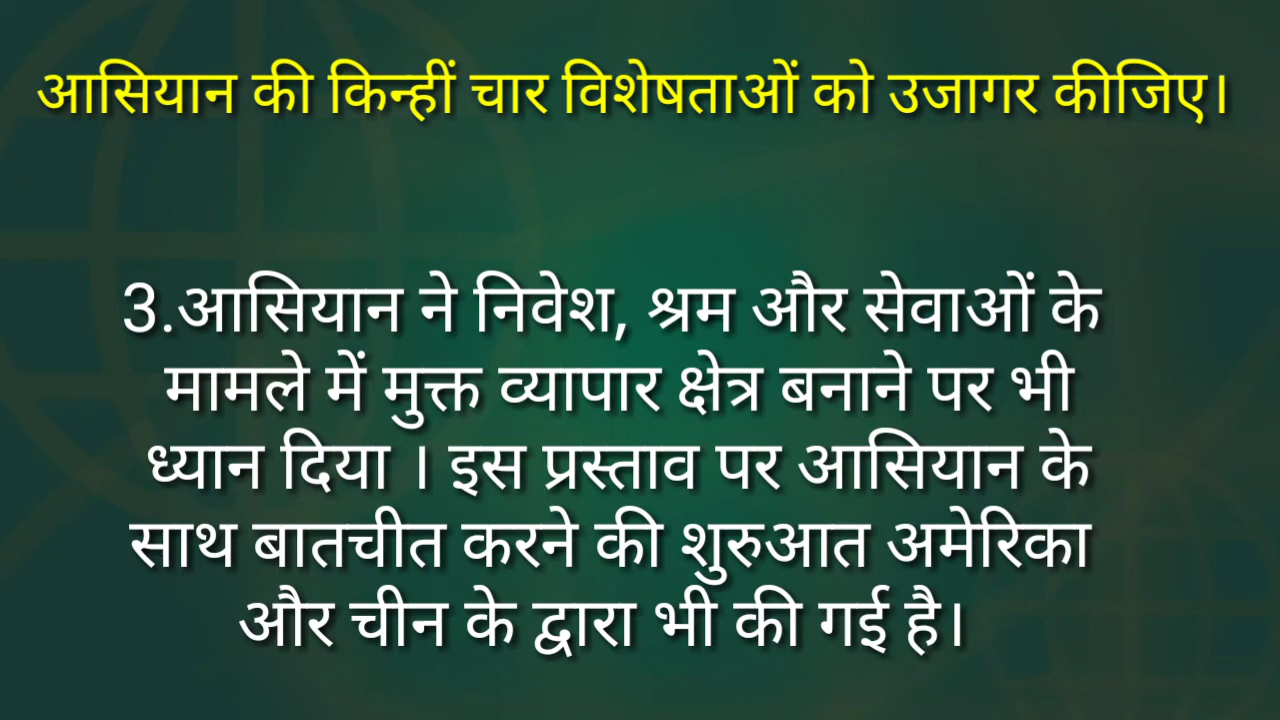 आसियान की किन्हीं चार विशेषताओं को उजागर कीजिए।
3.आसियान ने निवेश, श्रम और सेवाओं के
मामले में मुक्त व्यापार क्षेत्र बनाने पर भी
ध्यान दिया । इस प्रस्ताव पर आसियान के
साथ बातचीत करने की शुरुआत अमेरिका
और चीन के द्वारा भी की गई है।